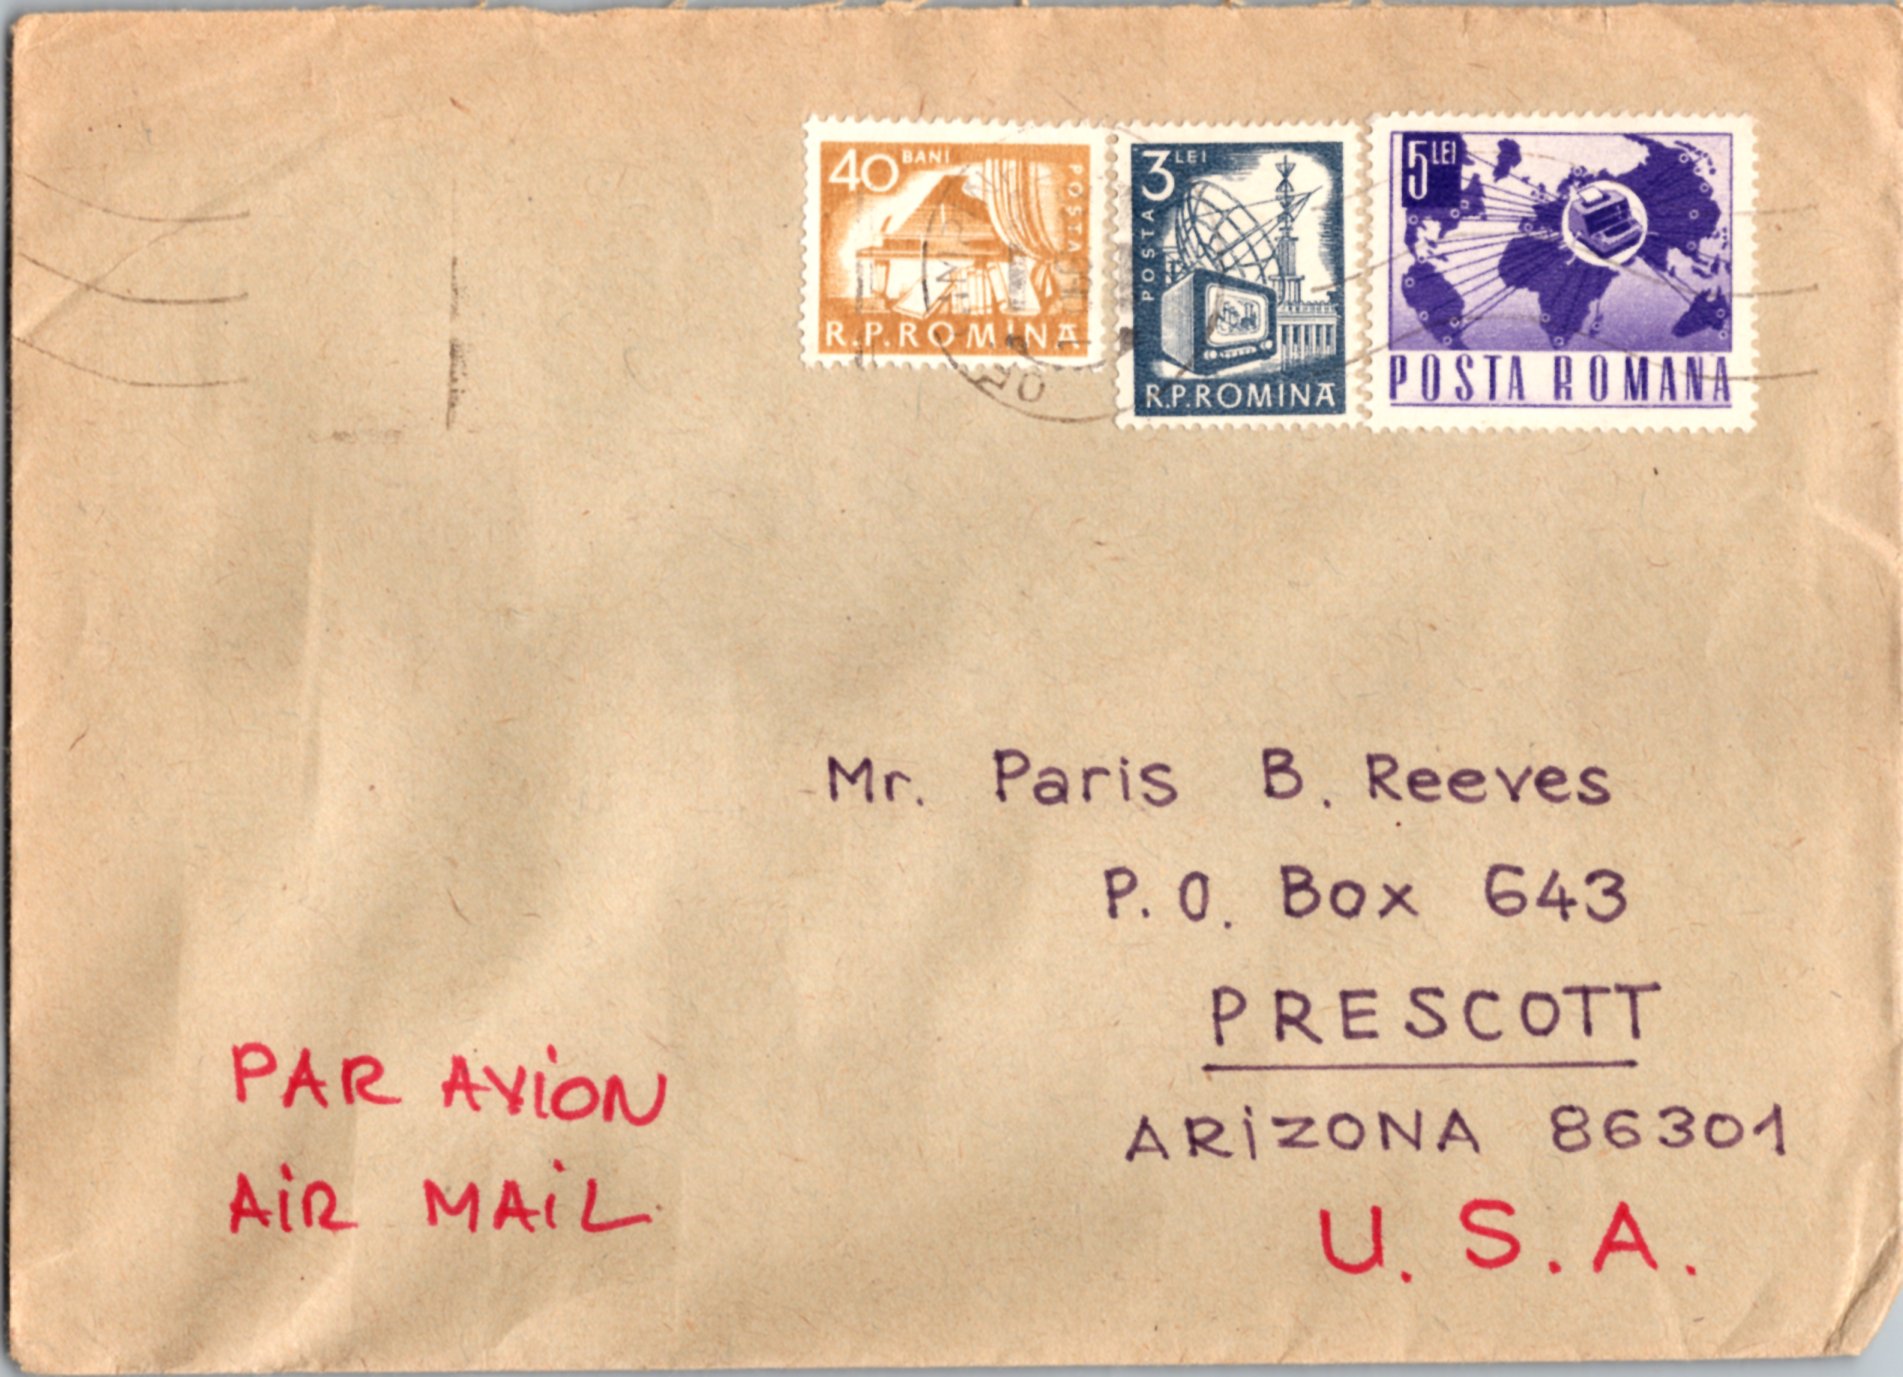 40 BANI
POSTA
R.P.ROMINA
3 LEI
POSTA
R.P.ROMINA
5 LEI
POSTA ROMANA
Mr. Paris B. Reeves
P.O. Box 643
PRESCOTT
ARiZONA 86301
U.S.A.
PAR AViON
AiR MAiL